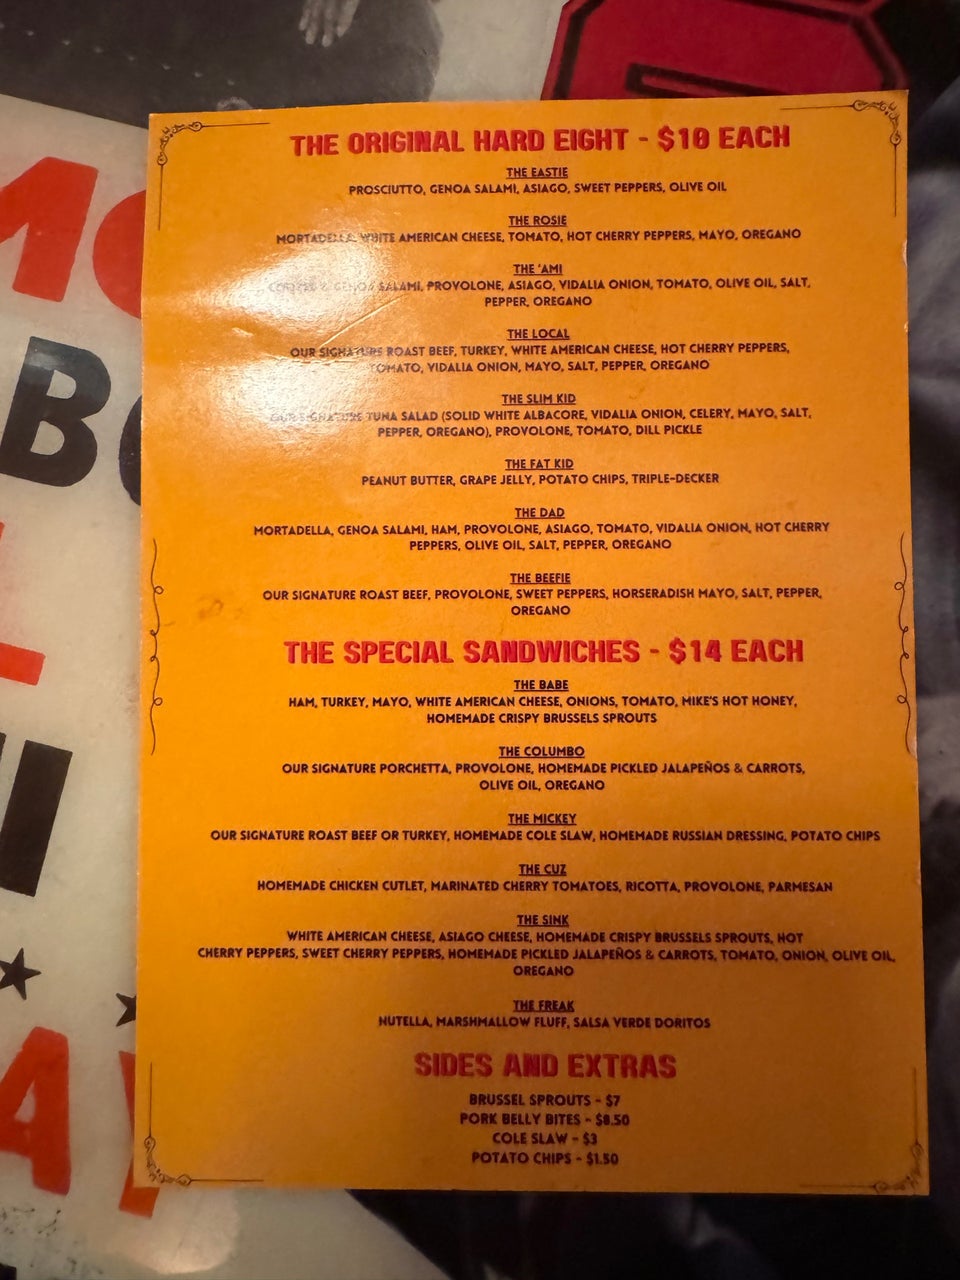 THE ORIGINAL HARD EIGHT - $10 EACH
THE EASTIE
PROSCIUTTO, GENOA SALAMI, ASIAGO, SWEET PEPPERS, OLIVE OIL
THE ROSIE
MORTADELLA, WHITE AMERICAN CHEESE, TOMATO, HOT CHERRY PEPPERS, MAYO, OREGANO
THE 'AMI
& GENOA SALAMI, PROVOLONE, ASIAGO, VIDALIA ONION, TOMATO, OLIVE OIL, SALT,
PEPPER, OREGANO
THE LOCAL
OUR SIGNATURE ROAST BEEF, TURKEY, WHITE AMERICAN CHEESE, HOT CHERRY PEPPERS,
TOMATO, VIDALIA ONION, MAYO, SALT, PEPPER, OREGANO
THE SLIM KID
OUR SIGNATURE TUNA SALAD (SOLID WHITE ALBACORE, VIDALIA ONION, CELERY, MAYO, SALT,
PEPPER, OREGANO), PROVOLONE, TOMATO, DILL PICKLE
THE FAT KID
PEANUT BUTTER, GRAPE JELLY, POTATO CHIPS, TRIPLE-DECKER
THE DAD
MORTADELLA, GENOA SALAMI, HAM, PROVOLONE, ASIAGO, TOMATO, VIDALIA ONION, HOT CHERRY
PEPPERS, OLIVE OIL, SALT, PEPPER, OREGANO
THE BEEFIE
OUR SIGNATURE ROAST BEEF, PROVOLONE, SWEET PEPPERS, HORSERADISH MAYO, SALT, PEPPER,
OREGANO
THE SPECIAL SANDWICHES - $14 EACH
THE BABE
HAM, TURKEY, MAYO, WHITE AMERICAN CHEESE, ONIONS, TOMATO, MIKE'S HOT HONEY,
HOMEMADE CRISPY BRUSSELS SPROUTS
THE COLUMBO
OUR SIGNATURE PORCHETTA, PROVOLONE, HOMEMADE PICKLED JALAPEÑOS & CARROTS,
OLIVE OIL, OREGANO
THE MICKEY
OUR SIGNATURE ROAST BEEF OR TURKEY, HOMEMADE COLE SLAW, HOMEMADE RUSSIAN DRESSING, POTATO CHIPS
THE CUZ
HOMEMADE CHICKEN CUTLET, MARINATED CHERRY TOMATOES, RICOTTA, PROVOLONE, PARMESAN
THE SINK
WHITE AMERICAN CHEESE, ASIAGO CHEESE, HOMEMADE CRISPY BRUSSELS SPROUTS, HOT
CHERRY PEPPERS, SWEET CHERRY PEPPERS, HOMEMADE PICKLED JALAPEÑOS & CARROTS, TOMATO, ONION, OLIVE OIL,
OREGANO
THE FREAK
NUTELLA, MARSHMALLOW FLUFF, SALSA VERDE DORITOS
SIDES AND EXTRAS
BRUSSEL SPROUTS - $7
PORK BELLY BITES - $8.50
COLE SLAW - $3
POTATO CHIPS - $1.50